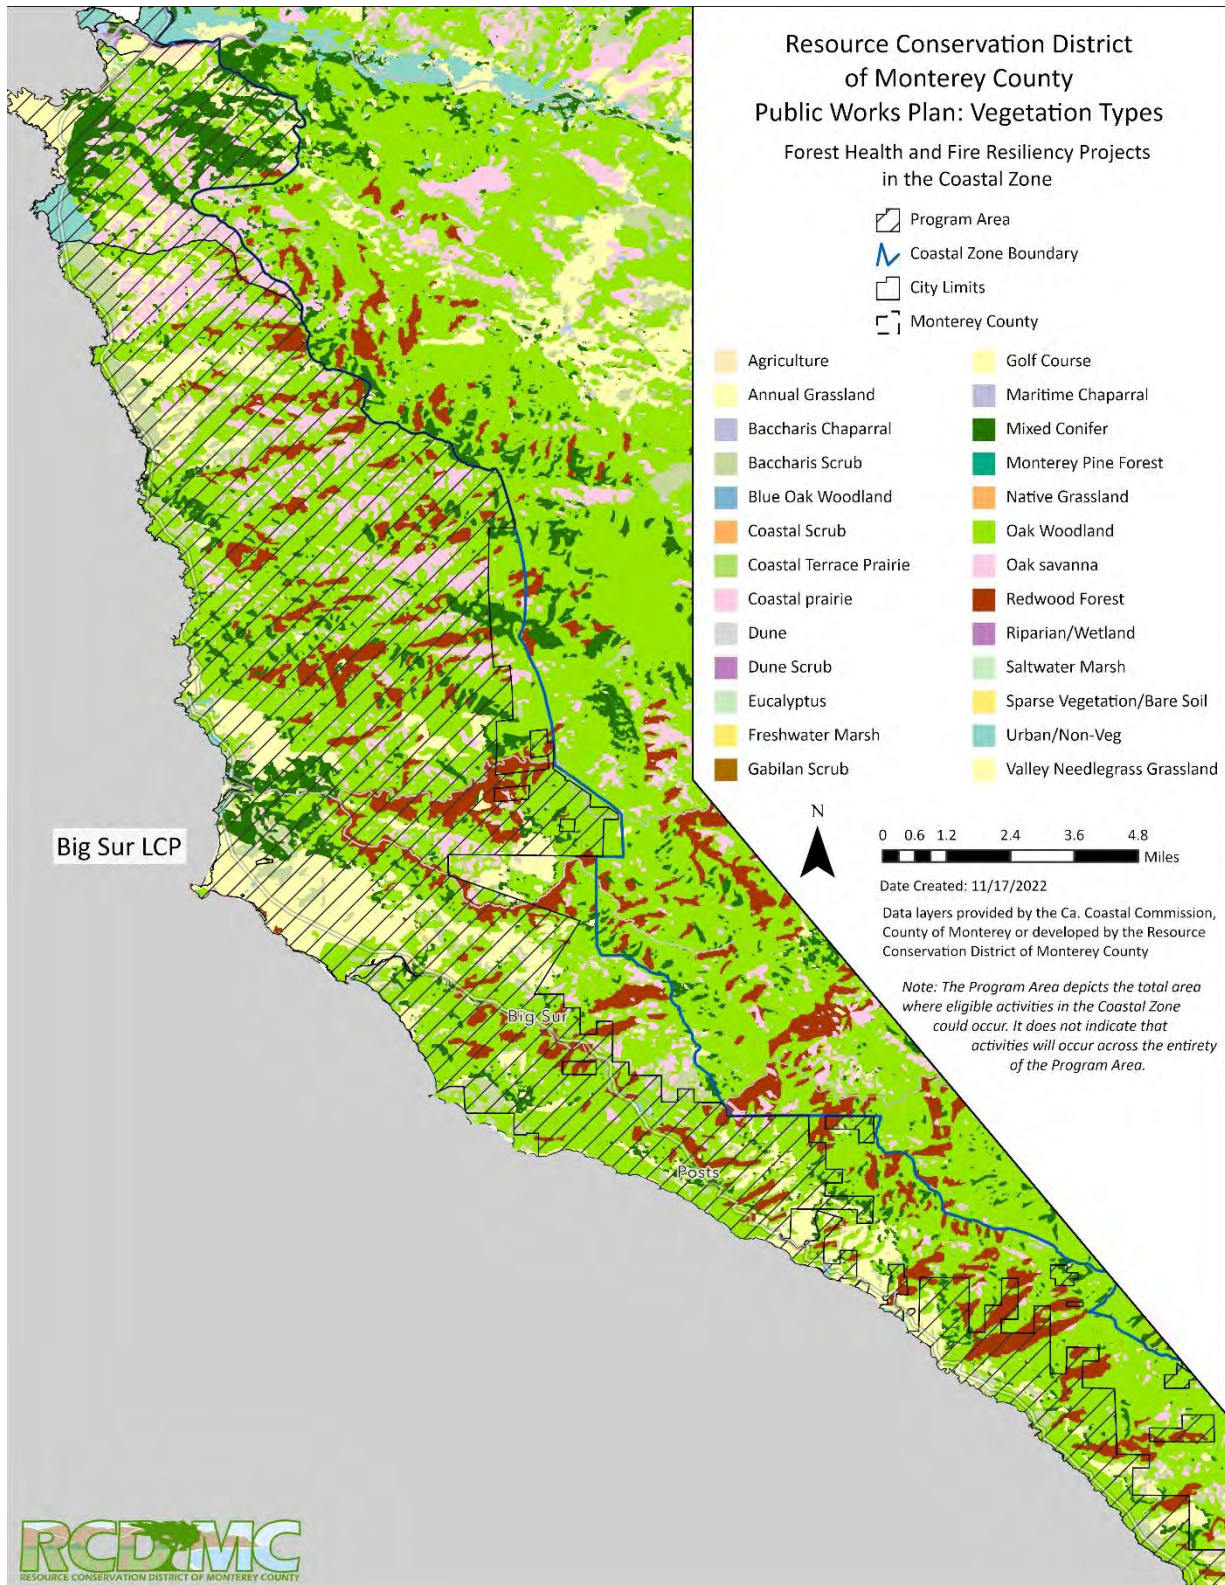 Resource Conservation District
of Monterey County
Public Works Plan: Vegetation Types
Forest Health and Fire Resiliency Projects
in the Coastal Zone
Program Area
Coastal Zone Boundary
City Limits
Monterey County
Agriculture
Annual Grassland
Baccharis Chaparral
Baccharis Scrub
Blue Oak Woodland
Coastal Scrub
Coastal Terrace Prairie
Coastal prairie
Dune
Dune Scrub
Eucalyptus
Freshwater Marsh
Gabilan Scrub
Golf Course
Maritime Chaparral
Mixed Conifer
Monterey Pine Forest
Native Grassland
Oak Woodland
Oak savanna
Redwood Forest
Riparian/Wetland
Saltwater Marsh
Sparse Vegetation/Bare Soil
Urban/Non-Veg
Valley Needlegrass Grassland
N
0 0.6 1.2 2.4 3.6 4.8
Miles
Date Created: 11/17/2022
Data layers provided by the Ca. Coastal Commission,
County of Monterey or developed by the Resource
Conservation District of Monterey County
Note: The Program Area depicts the total area
where eligible activities in the Coastal Zone
could occur. It does not indicate that
activities will occur across the entirety
of the Program Area.
Big Sur LCP
Big Sur
Posts
RCDMC
RESOURCE CONSERVATION DISTRICT OF MONTEREY COUNTY